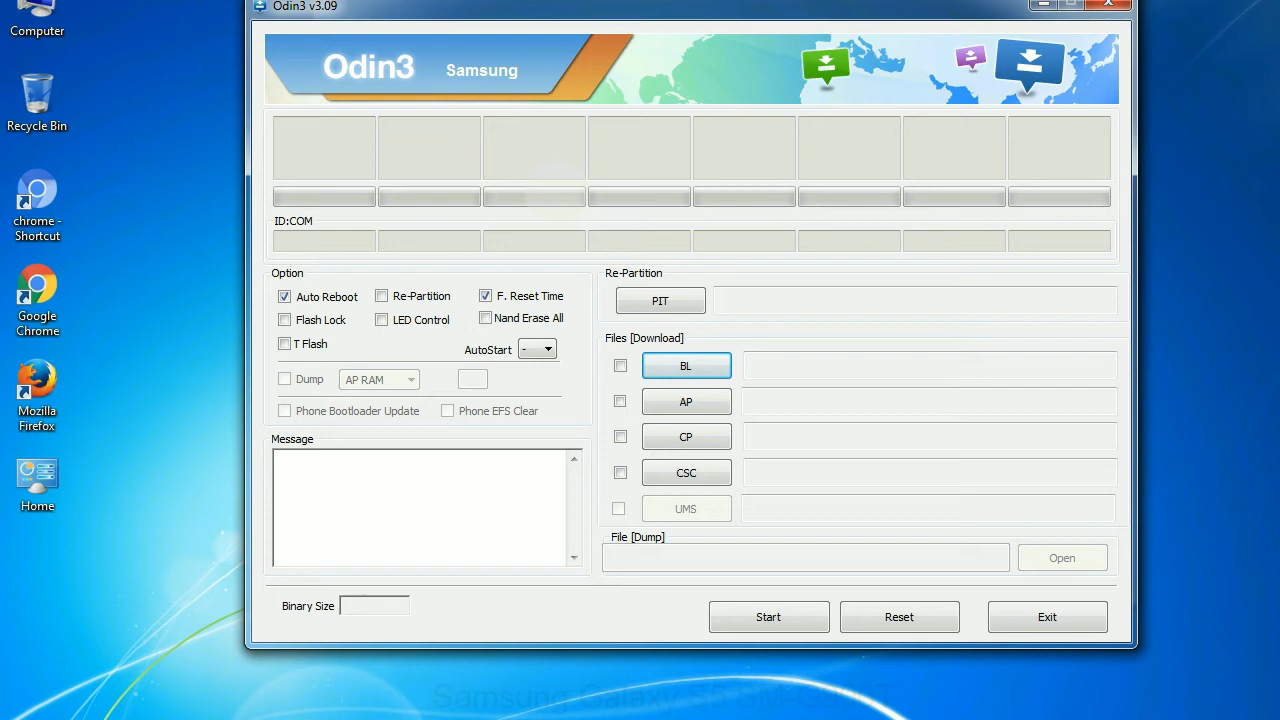 Odin3 v3.09
Computer
Recycle Bin
chrome -
Shortcut
Google
Chrome
Mozilla
Firefox
Home
Odin3 Samsung
ID:COM
Option
Auto Reboot Re-Partition F. Reset Time
Flash Lock LED Control Nand Erase All
T Flash AutoStart -
Dump AP RAM
Phone Bootloader Update Phone EFS Clear
Message
Re-Partition
PIT
Files [Download]
BL
AP
CP
CSC
UMS
File [Dump]
Open
Binary Size
Start Reset Exit
Samsung Galaxy S5